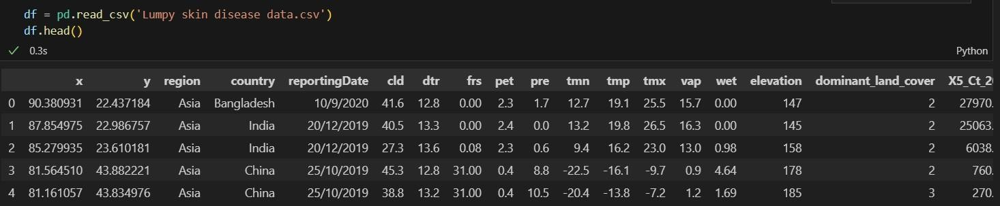 df = pd.read_csv('Lumpy skin disease data.csv')
df.head()
0.3s
Python
x y region country reportingDate cld dtr frs pet pre tmn tmp tmx vap wet elevation dominant_land_cover X5_Ct_2
0 90.380931 22.437184 Asia Bangladesh 10/9/2020 41.6 12.8 0.00 2.3 1.7 12.7 19.1 25.5 15.7 0.00 147 2 27970.
1 87.854975 22.986757 Asia India 20/12/2019 40.5 13.3 0.00 2.4 0.0 13.2 19.8 26.5 16.3 0.00 145 2 25063.
2 85.279935 23.610181 Asia India 20/12/2019 27.3 13.6 0.08 2.3 0.6 9.4 16.2 23.0 13.0 0.98 158 2 6038.
3 81.564510 43.882221 Asia China 25/10/2019 45.3 12.8 31.00 0.4 8.8 -22.5 -16.1 -9.7 0.9 4.64 178 2 760.
4 81.161057 43.834976 Asia China 25/10/2019 38.8 13.2 31.00 0.4 10.5 -20.4 -13.8 -7.2 1.2 1.69 185 3 270.